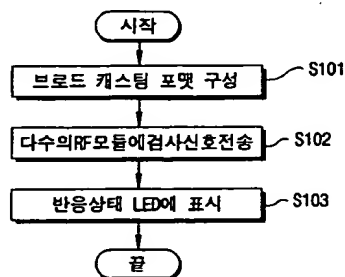 시작
브로드 캐스팅 포맷 구성
S101
다수의RF모듈에검사신호전송
S102
반응상태 LED에 표시
S103
끝